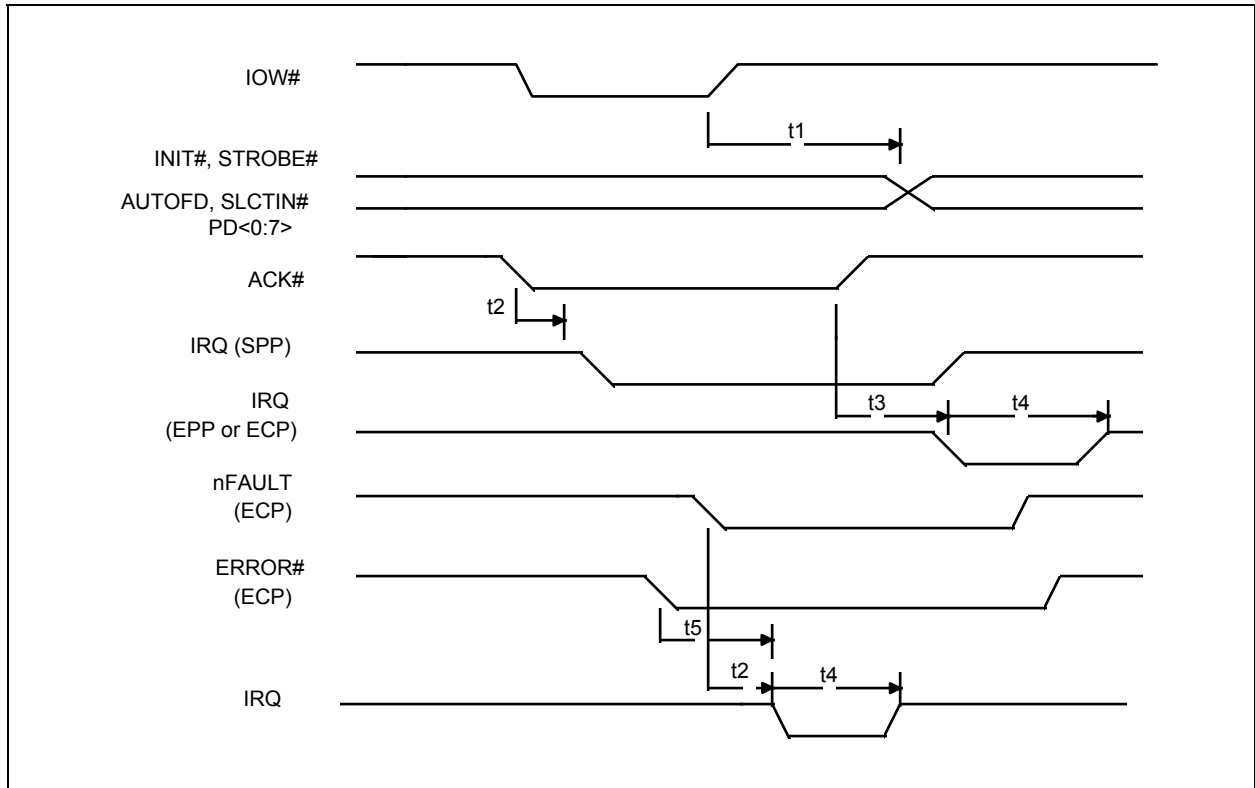 IOW#
t1
INIT#, STROBE#
AUTOFD, SLCTIN#
PD<0:7>
ACK#
t2
IRQ (SPP)
IRQ
(EPP or ECP)
t3
t4
nFAULT
(ECP)
ERROR#
(ECP)
t5
t2
t4
IRQ